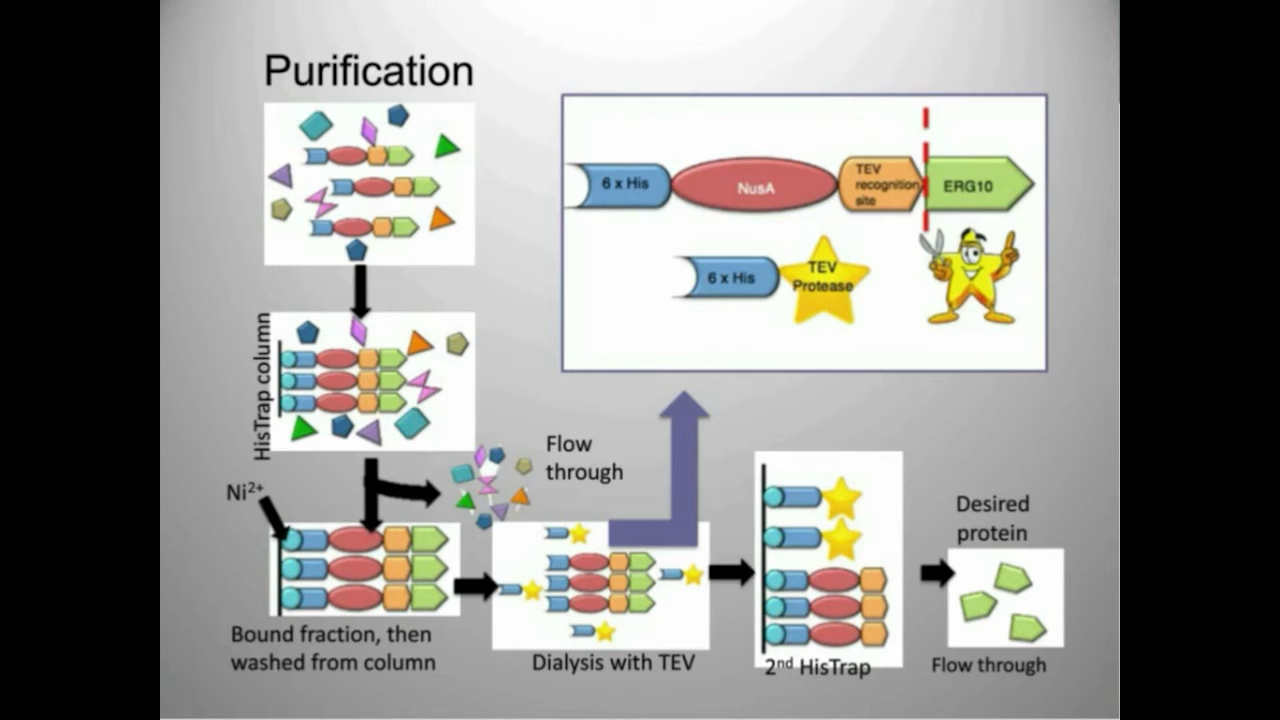 Purification
6 x His
NusA
TEV
recognition
site
ERG10
6 x His
TEV
Protease
HisTrap column
Flow
through
Ni2+
Desired
protein
Bound fraction, then
washed from column
Dialysis with TEV
2nd HisTrap
Flow through